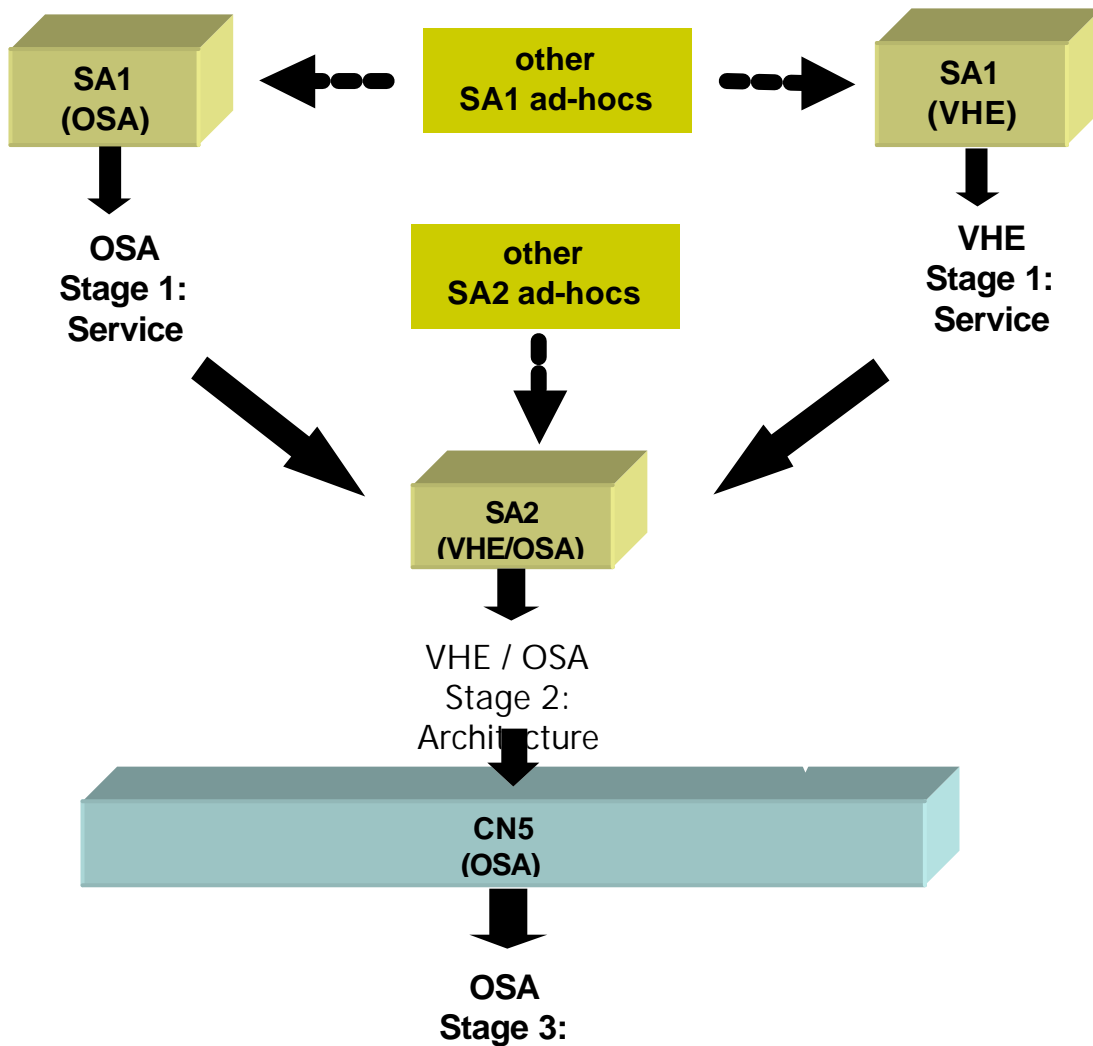 SA1
(OSA)
other
SA1 ad-hocs
SA1
(VHE)
OSA
Stage 1:
Service
other
SA2 ad-hocs
VHE
Stage 1:
Service
SA2
(VHE/OSA)
VHE / OSA
Stage 2:
Architecture
CN5
(OSA)
OSA
Stage 3: